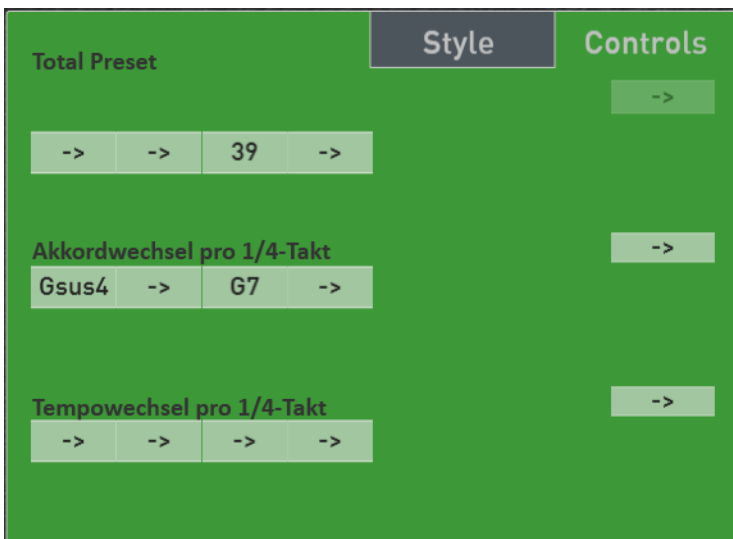 Style Controls
Total Preset
->
-> -> 39 ->
Akkordwechsel pro 1/4-Takt ->
Gsus4 -> G7 ->
Tempowechsel pro 1/4-Takt ->
-> -> -> ->